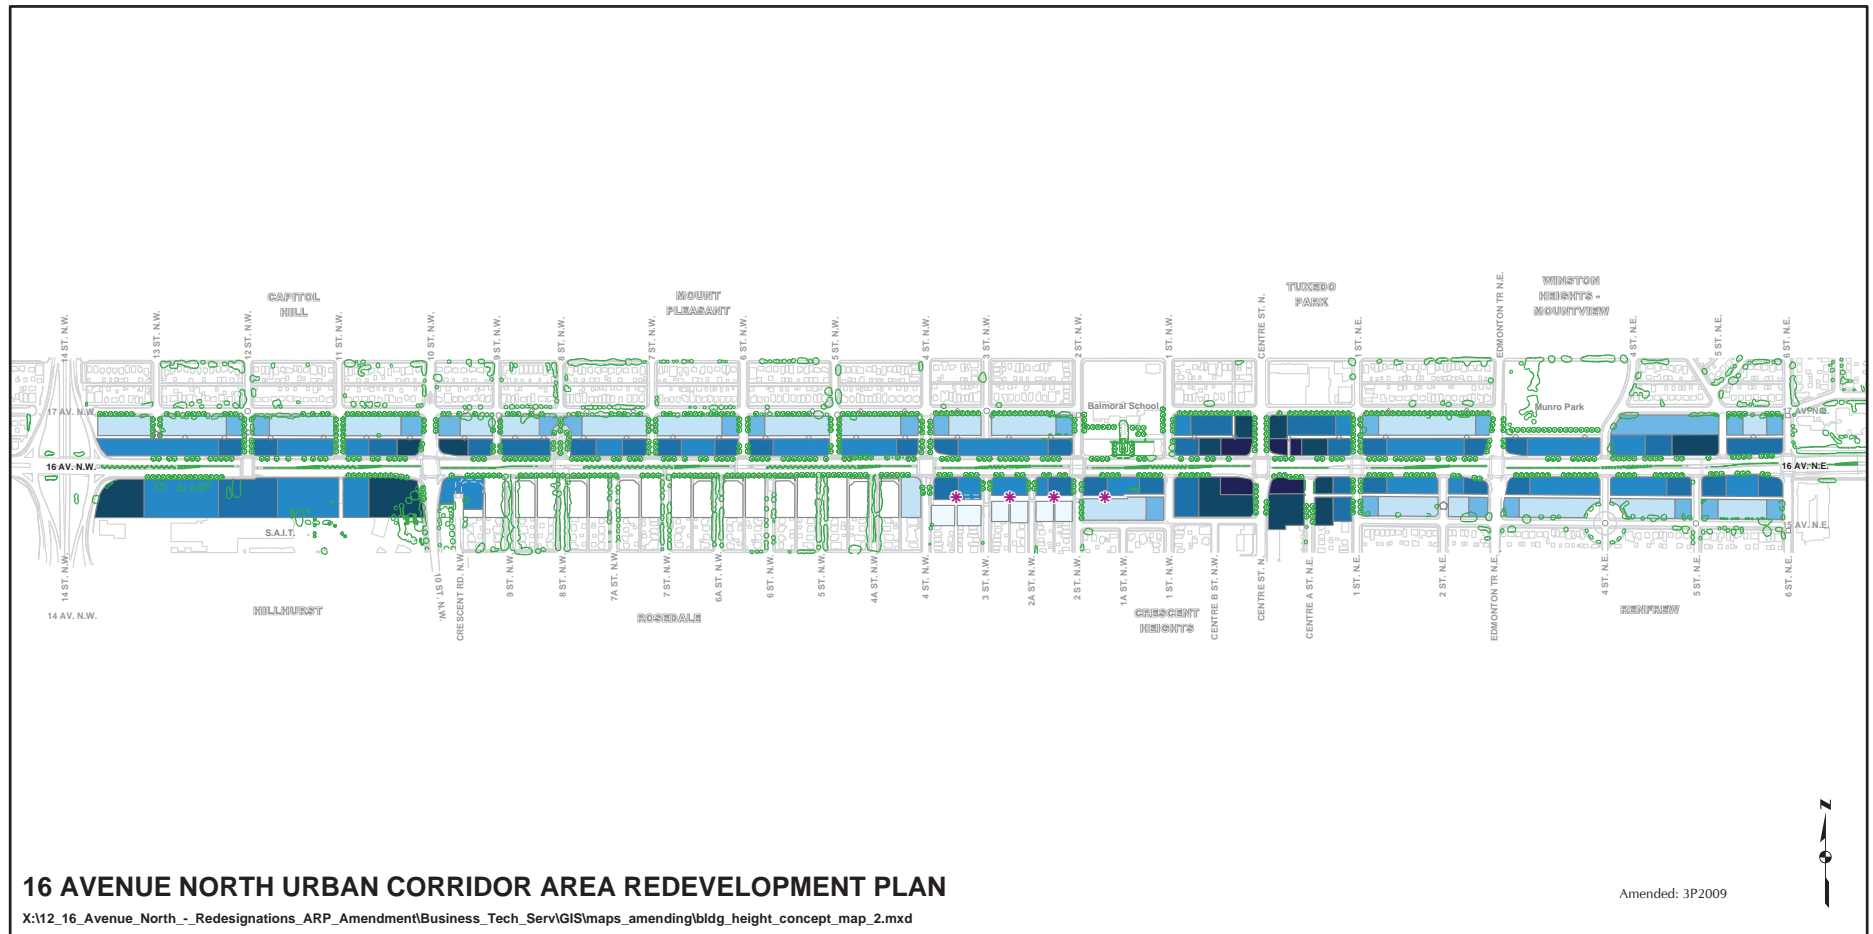 CAPITOL
HILL
MOUNT
PLEASANT
TUXEDO
PARK
WINSTON
HEIGHTS -
MOUNTVIEW
14 ST. N.W.
13 ST. N.W.
12 ST. N.W.
11 ST. N.W.
10 ST. N.W.
9 ST. N.W.
8 ST. N.W.
7 ST. N.W.
6 ST. N.W.
5 ST. N.W.
4 ST. N.W.
3 ST. N.W.
2 ST. N.W.
1 ST. N.W.
CENTRE ST. N.
1 ST. N.E.
EDMONTON TR N.E.
4 ST. N.E.
5 ST. N.E.
6 ST. N.E.
17 AV. N.W.
Balmoral School
Munro Park
17 AV. N.E.
16 AV. N.W.
16 AV. N.E.
S.A.I.T.
15 AV. N.E.
14 ST. N.W.
10 ST. N.W.
CRESCENT RD. N.W.
9 ST. N.W.
8 ST. N.W.
7A ST. N.W.
7 ST. N.W.
6A ST. N.W.
6 ST. N.W.
5 ST. N.W.
4A ST. N.W.
4 ST. N.W.
3 ST. N.W.
2A ST. N.W.
2 ST. N.W.
1A ST. N.W.
1 ST. N.W.
CENTRE B ST. N.W.
CENTRE ST. N.
CENTRE A ST. N.E.
1 ST. N.E.
2 ST. N.E.
EDMONTON TR N.E.
4 ST. N.E.
5 ST. N.E.
6 ST. N.E.
14 AV. N.W.
HILLHURST
ROSEDALE
CRESCENT
HEIGHTS
RENFREW
N
16 AVENUE NORTH URBAN CORRIDOR AREA REDEVELOPMENT PLAN
Amended: 3P2009
X:\12_16_Avenue_North_-_Redesignations_ARP_Amendment\Business_Tech_Serv\GIS\maps_amending\bldg_height_concept_map_2.mxd